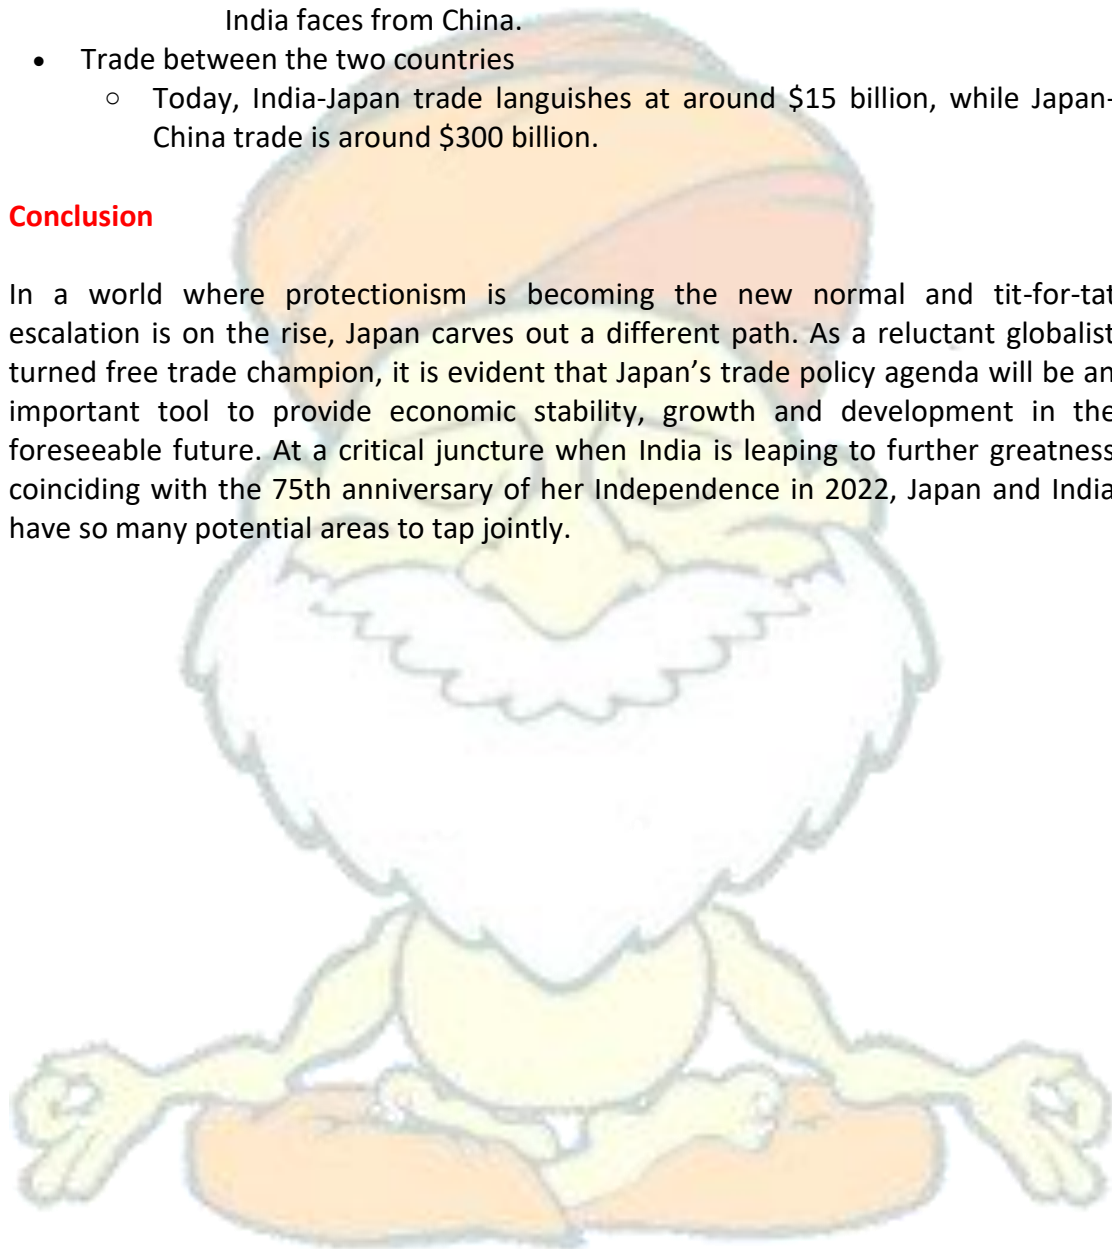 India faces from China.
• Trade between the two countries
○ Today, India-Japan trade languishes at around $15 billion, while Japan-
China trade is around $300 billion.
Conclusion
In a world where protectionism is becoming the new normal and tit-for-tat
escalation is on the rise, Japan carves out a different path. As a reluctant globalist
turned free trade champion, it is evident that Japan’s trade policy agenda will be an
important tool to provide economic stability, growth and development in the
foreseeable future. At a critical juncture when India is leaping to further greatness
coinciding with the 75th anniversary of her Independence in 2022, Japan and India
have so many potential areas to tap jointly.